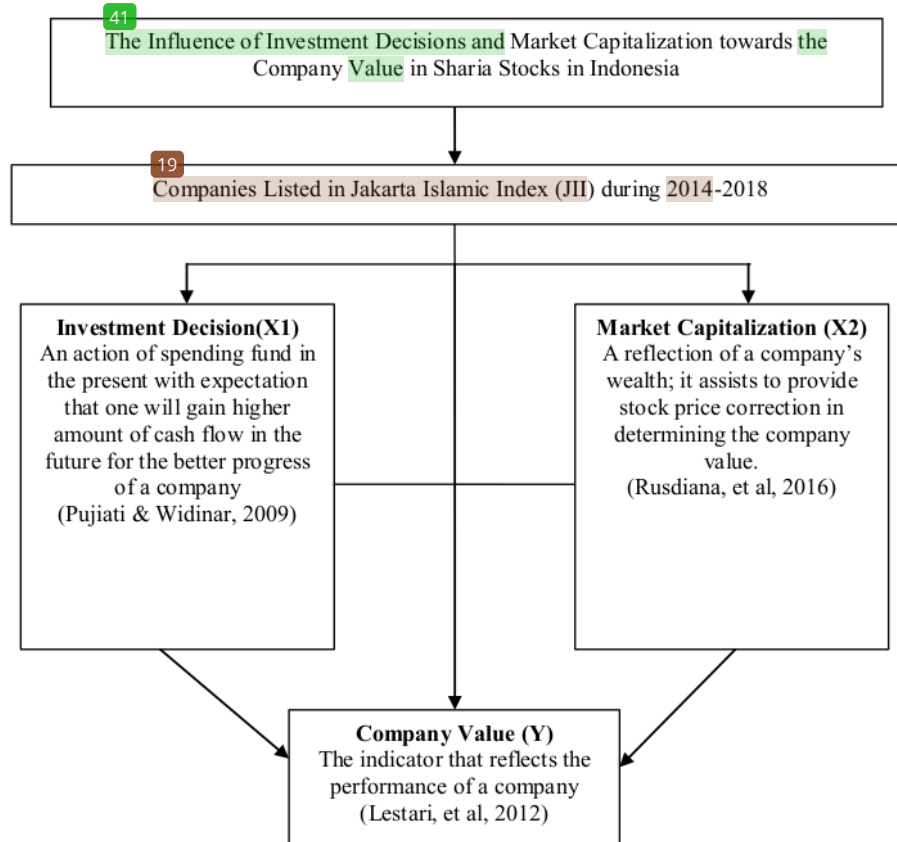 41
The Influence of Investment Decisions and Market Capitalization towards the
Company Value in Sharia Stocks in Indonesia
19
Companies Listed in Jakarta Islamic Index (JII) during 2014-2018
Investment Decision(X1)
An action of spending fund in
the present with expectation
that one will gain higher
amount of cash flow in the
future for the better progress
of a company
(Pujiati & Widinar, 2009)
Market Capitalization (X2)
A reflection of a company’s
wealth; it assists to provide
stock price correction in
determining the company
value.
(Rusdiana, et al, 2016)
Company Value (Y)
The indicator that reflects the
performance of a company
(Lestari, et al, 2012)